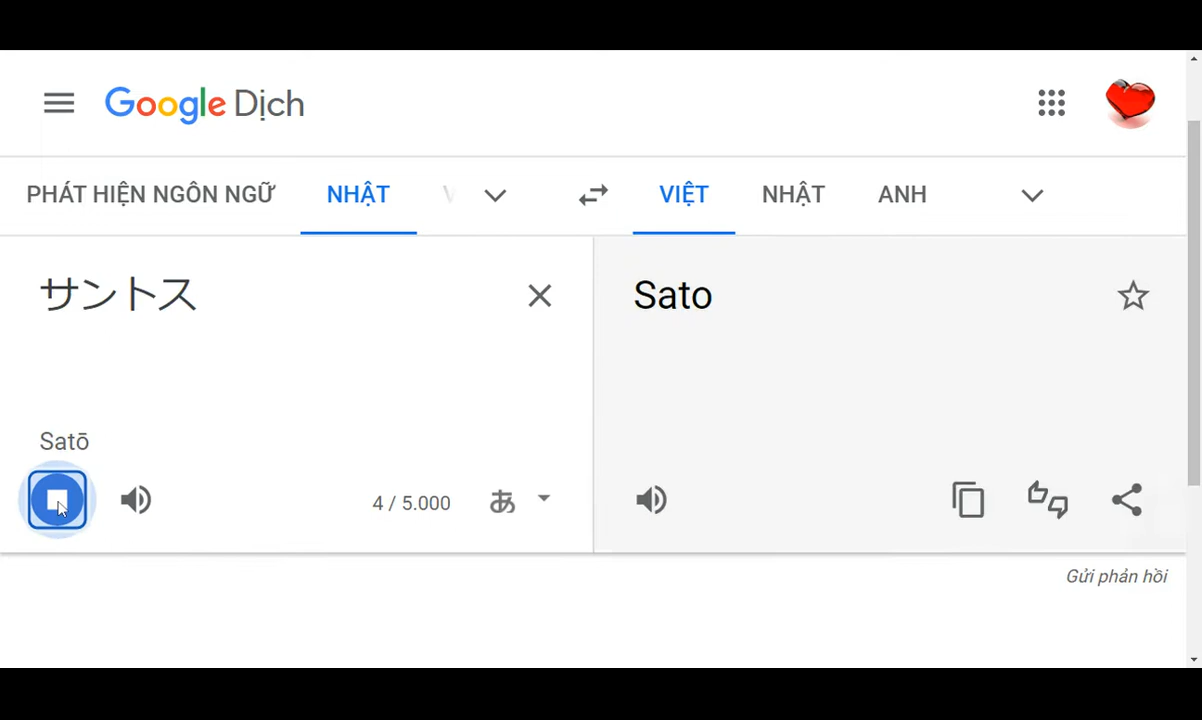 Google Dịch
PHÁT HIỆN NGÔN NGỮ NHẬT VIỆT NHẬT ANH
サントス
Sato
Satō
4 / 5.000 あ
Gửi phản hồi